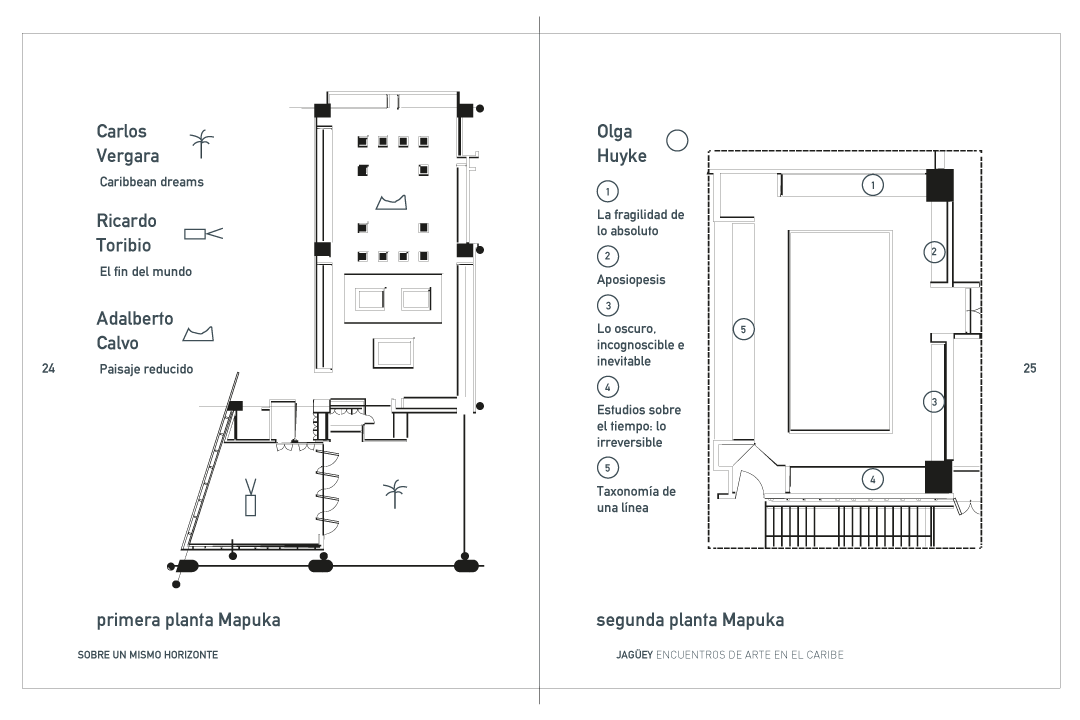 Carlos
Vergara
Caribbean dreams
Ricardo
Toribio
El fin del mundo
Adalberto
Calvo
Paisaje reducido
24
primera planta Mapuka
SOBRE UN MISMO HORIZONTE
Olga
Huyke
1
La fragilidad de
lo absoluto
2
Aposiopesis
3
Lo oscuro,
incognoscible e
inevitable
4
Estudios sobre
el tiempo: lo
irreversible
5
Taxonomía de
una línea
1
2
5
3
4
25
segunda planta Mapuka
JAGÜEY ENCUENTROS DE ARTE EN EL CARIBE